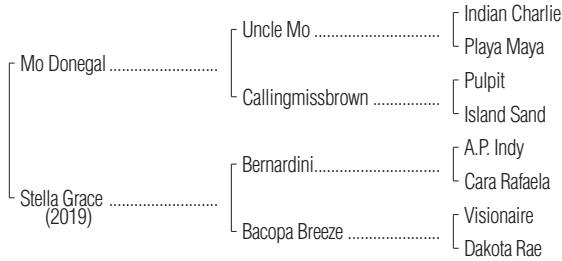 Indian Charlie
Uncle Mo ..............................
Playa Maya
Mo Donegal ..........................
Pulpit
Callingmissbrown ................
Island Sand
A.P. Indy
Bernardini..............................
Cara Rafaela
Stella Grace ..........................
(2019)
Visionaire
Bacopa Breeze ......................
Dakota Rae